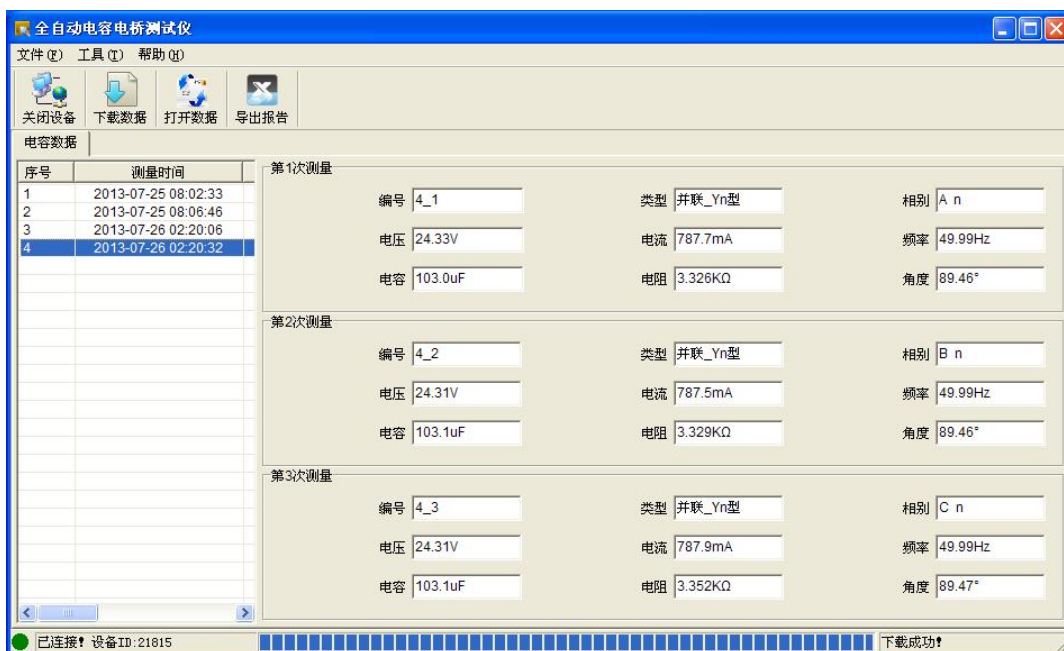 全自动电容电桥测试仪
文件(F) 工具(T) 帮助(H)
关闭设备 下载数据 打开数据 导出报告
电容数据
序号 测量时间
1 2013-07-25 08:02:33
2 2013-07-25 08:06:46
3 2013-07-26 02:20:06
4 2013-07-26 02:20:32
第1次测量
编号 4_1 类型 并联_Yn型 相别 A n
电压 24.33V 电流 787.7mA 频率 49.99Hz
电容 103.0uF 电阻 3.326KΩ 角度 89.46°
第2次测量
编号 4_2 类型 并联_Yn型 相别 B n
电压 24.31V 电流 787.5mA 频率 49.99Hz
电容 103.1uF 电阻 3.329KΩ 角度 89.46°
第3次测量
编号 4_3 类型 并联_Yn型 相别 C n
电压 24.31V 电流 787.9mA 频率 49.99Hz
电容 103.1uF 电阻 3.352KΩ 角度 89.47°
已连接! 设备ID:21815 下载成功!